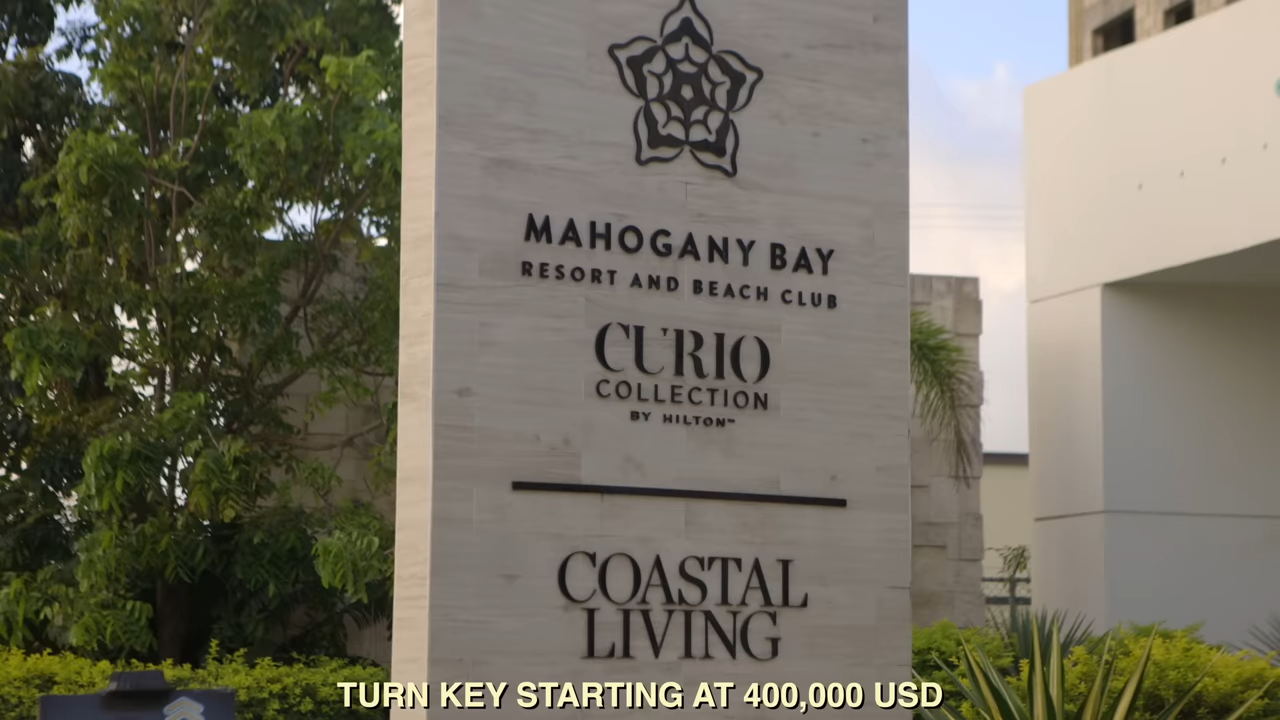 MAHOGANY BAY
RESORT AND BEACH CLUB
CURIO
COLLECTION
BY HILTON™
COASTAL
LIVING
TURN KEY STARTING AT 400,000 USD